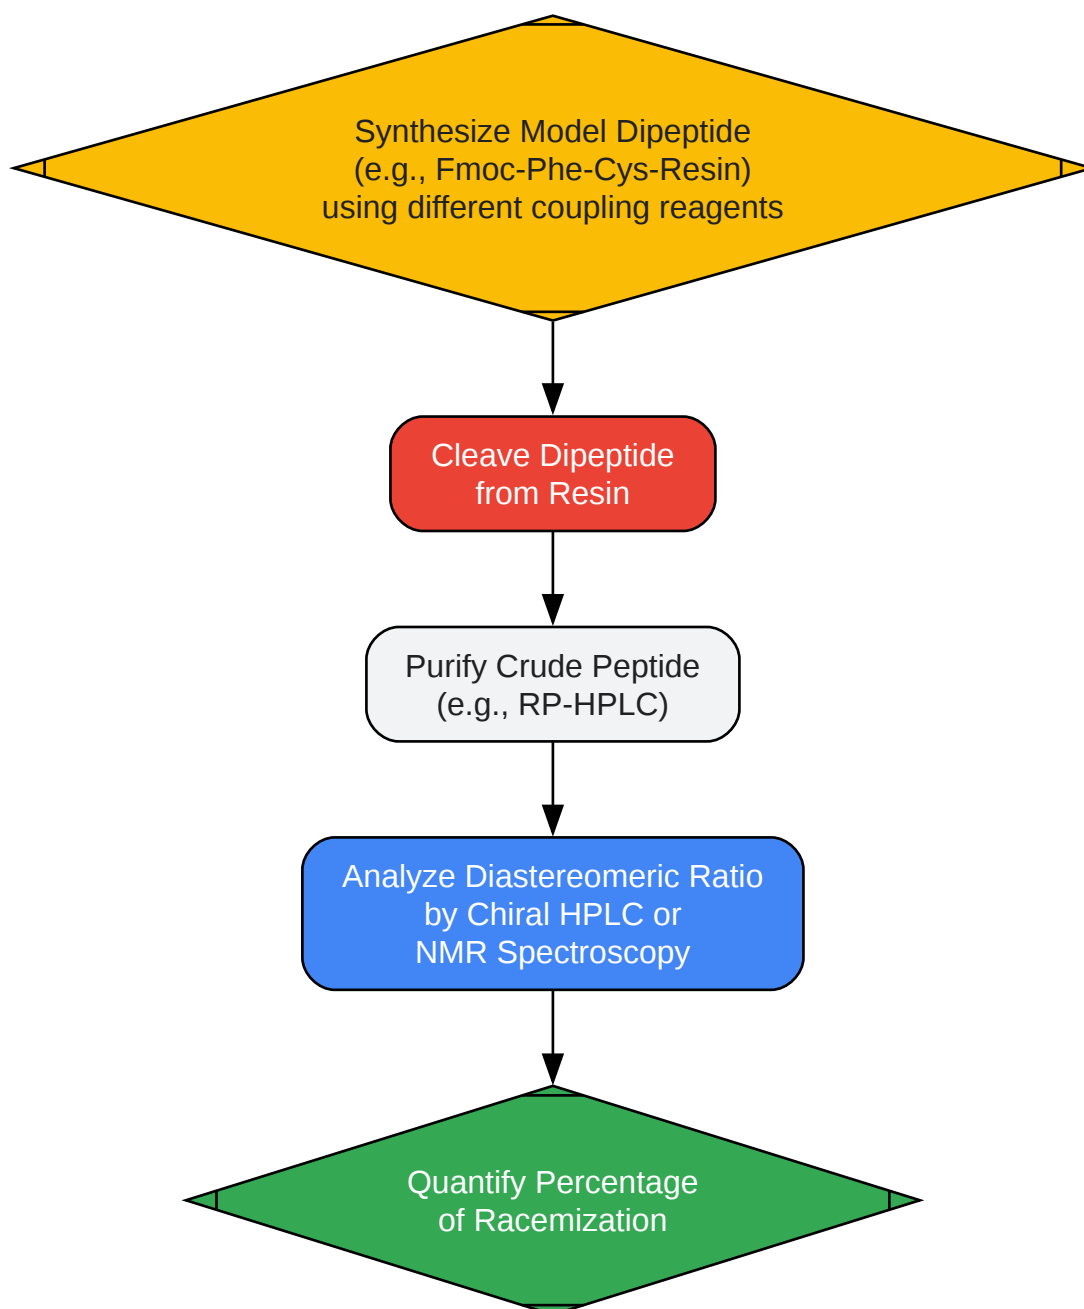 Synthesize Model Dipeptide
(e.g., Fmoc-Phe-Cys-Resin)
using different coupling reagents
Cleave Dipeptide
from Resin
Purify Crude Peptide
(e.g., RP-HPLC)
Analyze Diastereomeric Ratio
by Chiral HPLC or
NMR Spectroscopy
Quantify Percentage
of Racemization